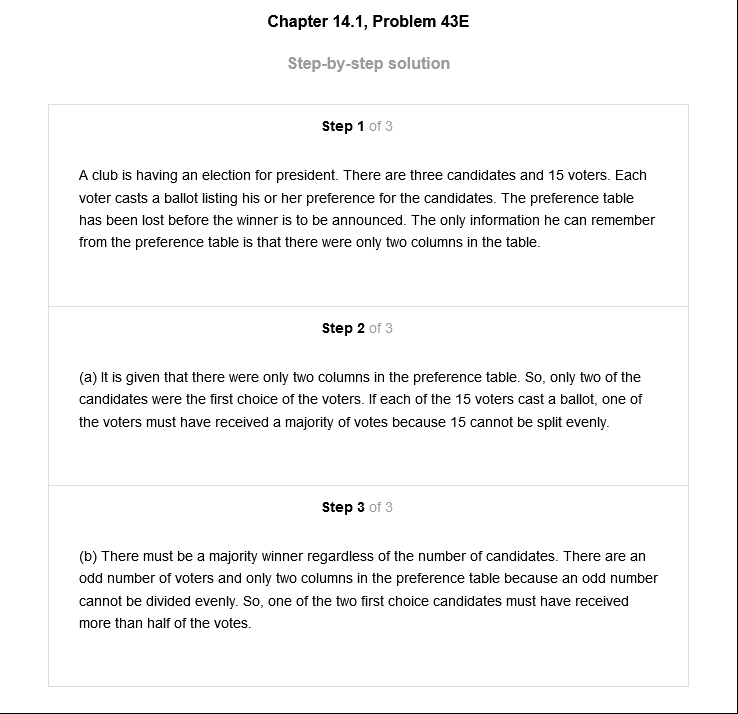 Chapter 14.1, Problem 43E
Step-by-step solution
Step 1 of 3
A club is having an election for president. There are three candidates and 15 voters. Each
voter casts a ballot listing his or her preference for the candidates. The preference table
has been lost before the winner is to be announced. The only information he can remember
from the preference table is that there were only two columns in the table.
Step 2 of 3
(a) It is given that there were only two columns in the preference table. So, only two of the
candidates were the first choice of the voters. If each of the 15 voters cast a ballot, one of
the voters must have received a majority of votes because 15 cannot be split evenly.
Step 3 of 3
(b) There must be a majority winner regardless of the number of candidates. There are an
odd number of voters and only two columns in the preference table because an odd number
cannot be divided evenly. So, one of the two first choice candidates must have received
more than half of the votes.